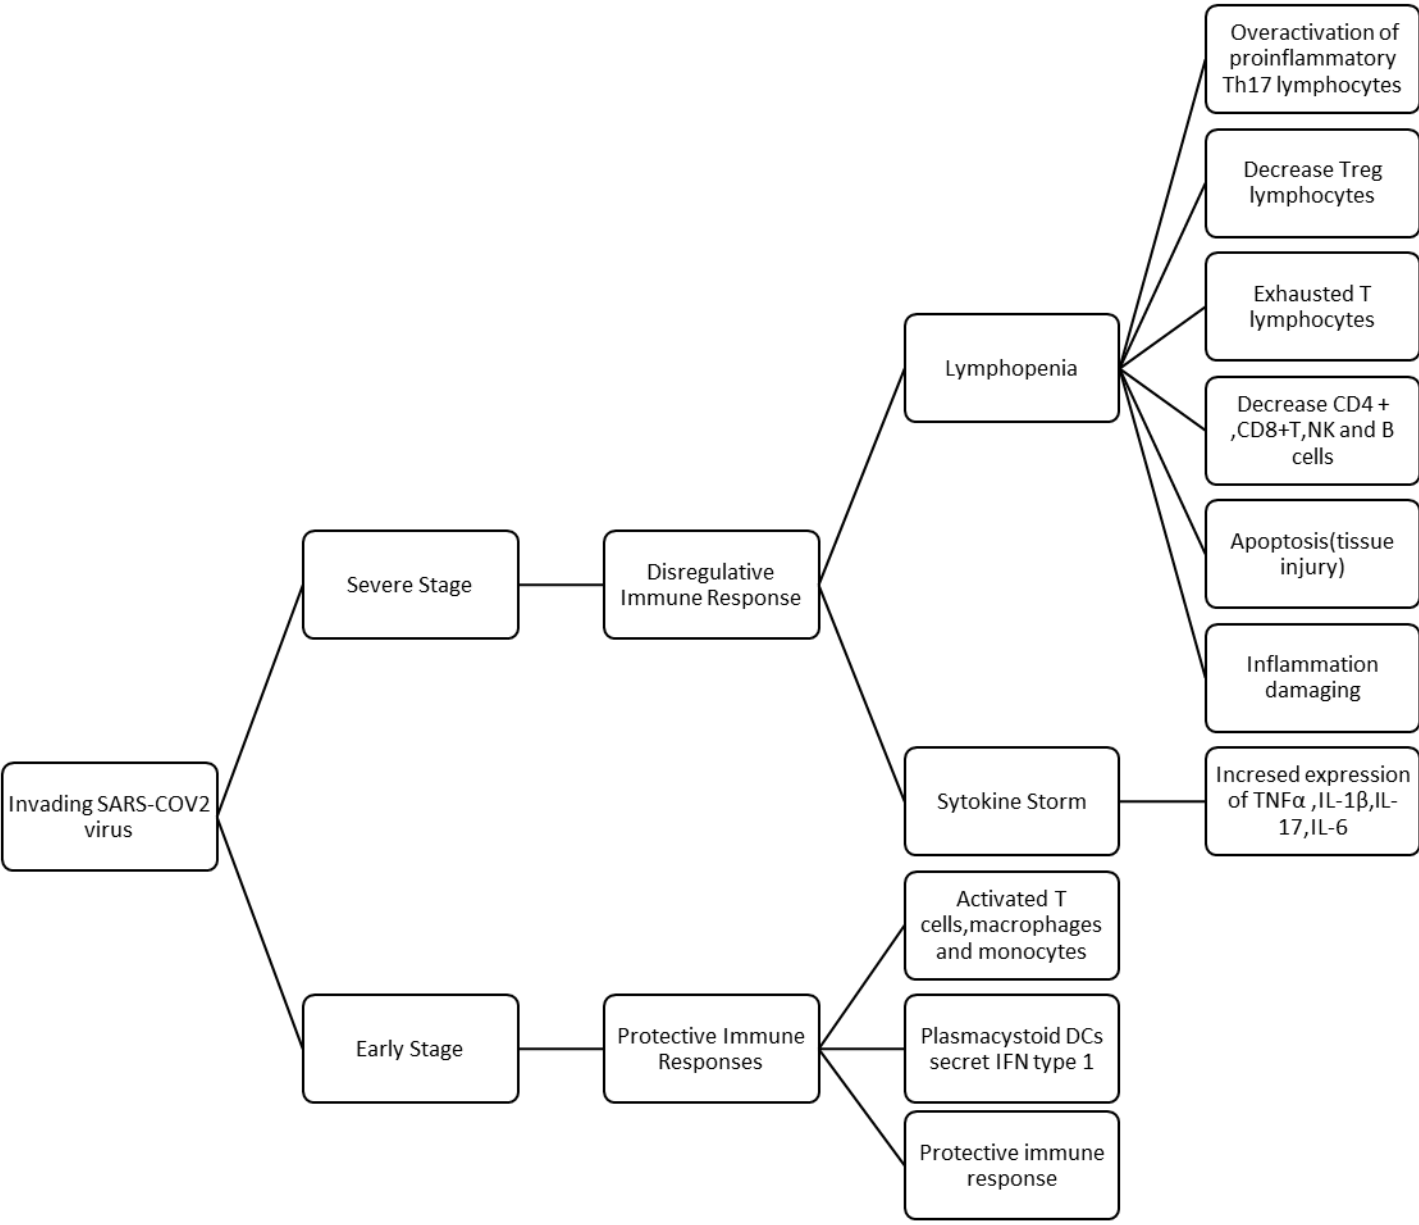 Overactivation of
proinflammatory
Th17 lymphocytes
Decrease Treg
lymphocytes
Exhausted T
lymphocytes
Lymphopenia
Decrease CD4 +
,CD8+T,NK and B
cells
Apoptosis(tissue
injury)
Severe Stage
Disregulative
Immune Response
Inflammation
damaging
Invading SARS-COV2
virus
Sytokine Storm
Incresed expression
of TNFα ,IL-1β,IL-
17,IL-6
Activated T
cells,macrophages
and monocytes
Early Stage
Protective Immune
Responses
Plasmacystoid DCs
secret IFN type 1
Protective immune
response